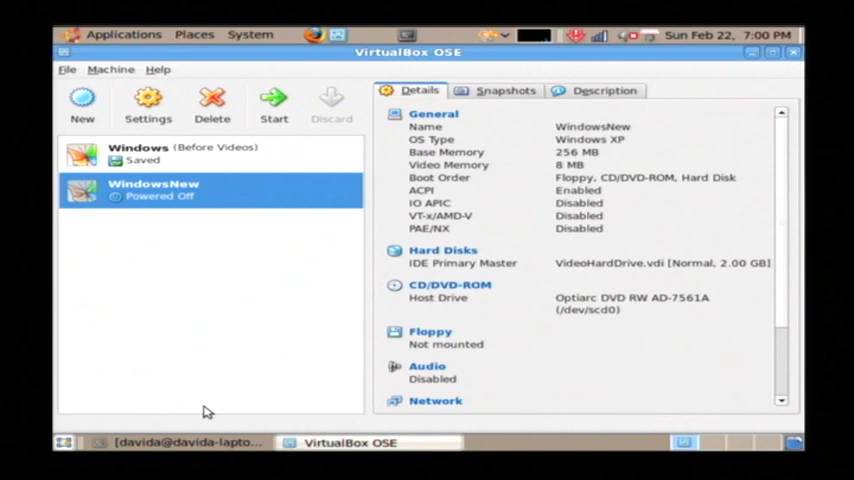 Applications Places System Sun Feb 22, 7:00 PM
VirtualBox OSE
File Machine Help
New Settings Delete Start Discard
Details Snapshots Description
Windows (Before Videos)
Saved
WindowsNew
Powered Off
General
Name WindowsNew
OS Type Windows XP
Base Memory 256 MB
Video Memory 8 MB
Boot Order Floppy, CD/DVD-ROM, Hard Disk
ACPI Enabled
IO APIC Disabled
VT-x/AMD-V Disabled
PAE/NX Disabled
Hard Disks
IDE Primary Master VideoHardDrive.vdi [Normal, 2.00 GB]
CD/DVD-ROM
Host Drive Optiarc DVD RW AD-7561A
(/dev/scd0)
Floppy
Not mounted
Audio
Disabled
Network
[davida@davida-lapto... VirtualBox OSE